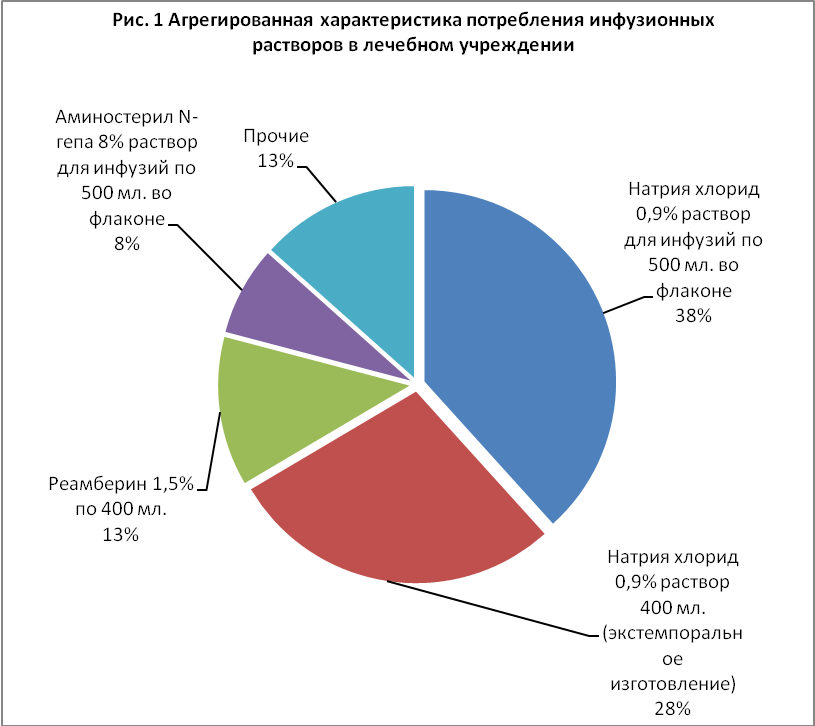 Рис. 1 Агрегированная характеристика потребления инфузионных
растворов в лечебном учреждении
Аминостерил N-
гепа 8% раствор
для инфузий по
500 мл. во
флаконе
8%
Прочие
13%
Натрия хлорид
0,9% раствор
для инфузий по
500 мл. во
флаконе
38%
Реамберин 1,5%
по 400 мл.
13%
Натрия хлорид
0,9% раствор
400 мл.
(экстемпоральн
ое
изготовление)
28%